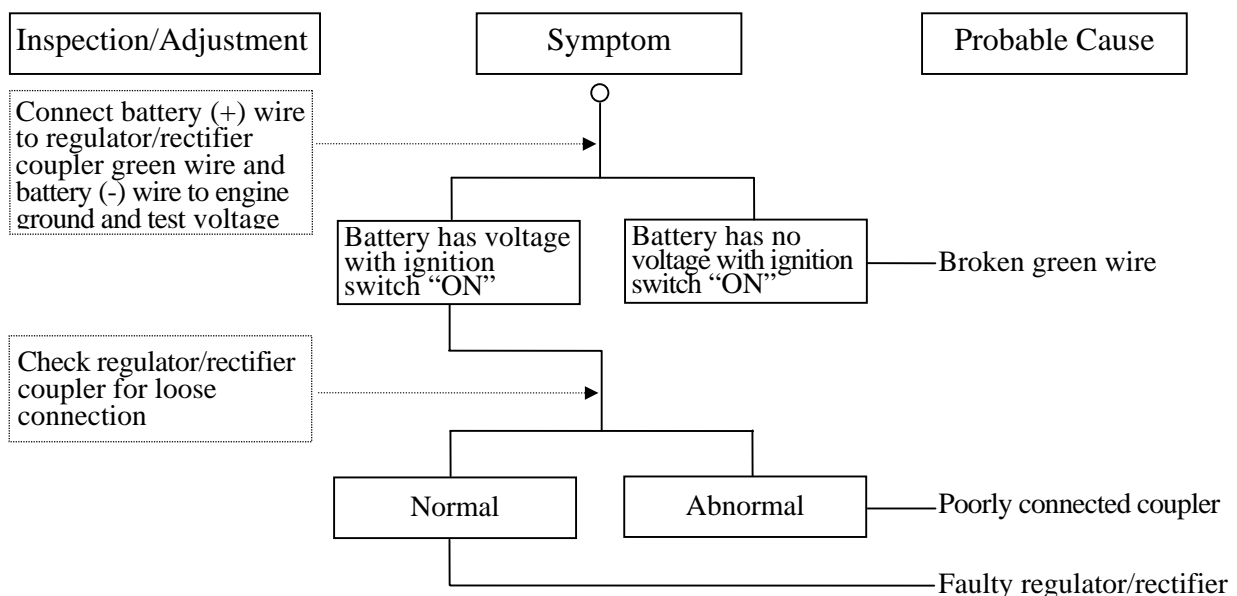 Inspection/Adjustment
Symptom
Probable Cause
Connect battery (+) wire
to regulator/rectifier
coupler green wire and
battery (-) wire to engine
ground and test voltage
Battery has voltage
with ignition
switch “ON”
Battery has no
voltage with ignition
switch “ON”
Broken green wire
Check regulator/rectifier
coupler for loose
connection
Normal
Abnormal
Poorly connected coupler
Faulty regulator/rectifier